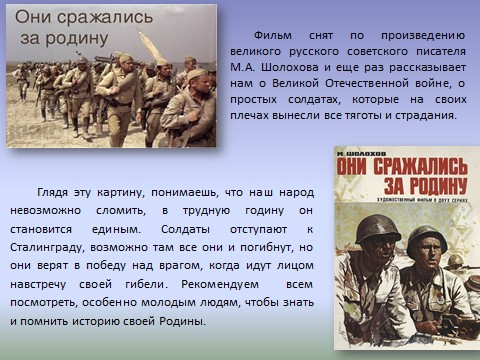 Они сражались
за родину
Фильм снят по произведению
великого русского советского писателя
М.А. Шолохова и еще раз рассказывает
нам о Великой Отечественной войне, о
простых солдатах, которые на своих
плечах вынесли все тяготы и страдания.
М. ШОЛОХОВ
ОНИ СРАЖАЛИСЬ
ЗА РОДИНУ
ХУДОЖЕСТВЕННЫЙ ФИЛЬМ В ДВУХ СЕРИЯХ
Глядя эту картину, понимаешь, что наш народ
невозможно сломить, в трудную годину он
становится единым. Солдаты отступают к
Сталинграду, возможно там все они и погибнут, но
они верят в победу над врагом, когда идут лицом
навстречу своей гибели. Рекомендуем всем
посмотреть, особенно молодым людям, чтобы знать
и помнить историю своей Родины.